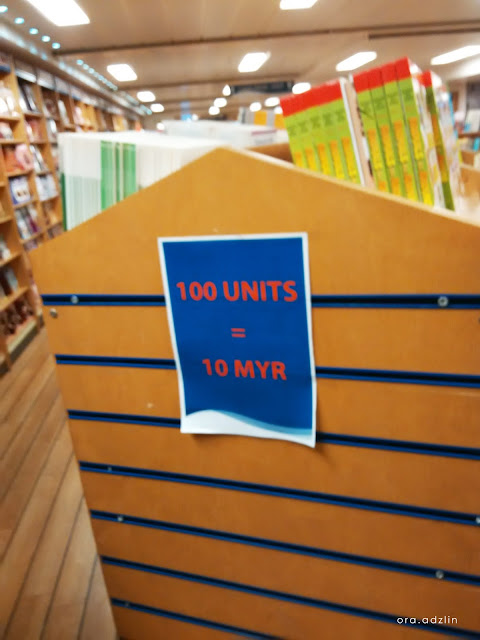 100 UNITS
=
10 MYR
ora.adzlin